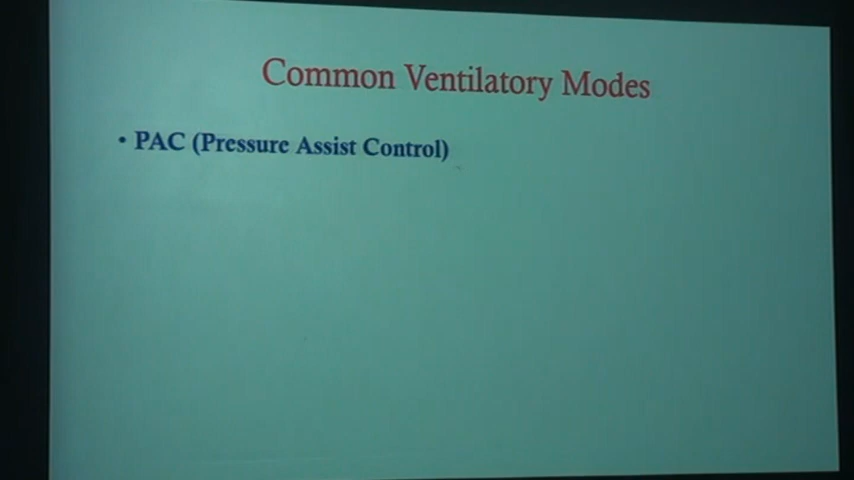 Common Ventilatory Modes
• PAC (Pressure Assist Control)